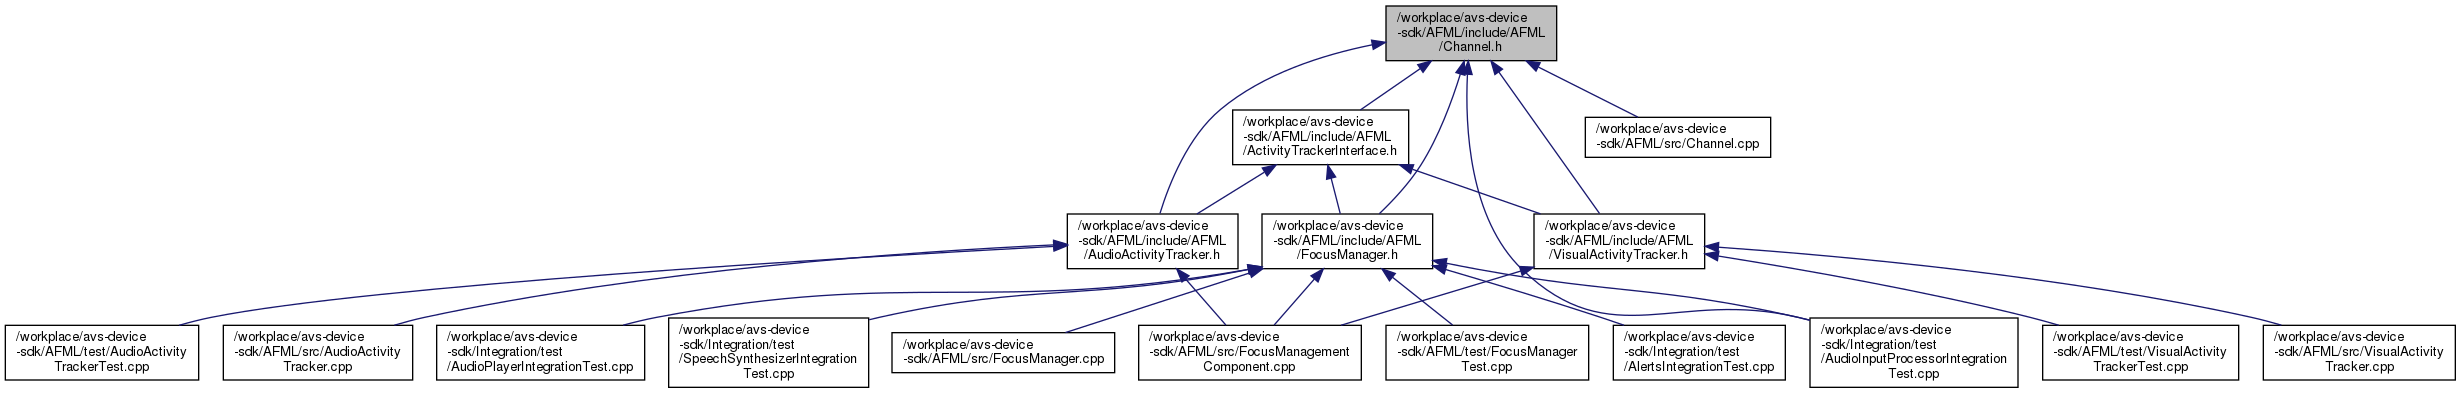 /workplace/avs-device
-sdk/AFML/include/AFML
/Channel.h
/workplace/avs-device
-sdk/AFML/include/AFML
/ActivityTrackerInterface.h
/workplace/avs-device
-sdk/AFML/src/Channel.cpp
/workplace/avs-device
-sdk/AFML/include/AFML
/AudioActivityTracker.h
/workplace/avs-device
-sdk/AFML/include/AFML
/FocusManager.h
/workplace/avs-device
-sdk/AFML/include/AFML
/VisualActivityTracker.h
/workplace/avs-device
-sdk/AFML/test/AudioActivity
TrackerTest.cpp
/workplace/avs-device
-sdk/AFML/src/AudioActivity
Tracker.cpp
/workplace/avs-device
-sdk/Integration/test
/AudioPlayerIntegrationTest.cpp
/workplace/avs-device
-sdk/Integration/test
/SpeechSynthesizerIntegration
Test.cpp
/workplace/avs-device
-sdk/AFML/src/FocusManager.cpp
/workplace/avs-device
-sdk/AFML/src/FocusManagement
Component.cpp
/workplace/avs-device
-sdk/AFML/test/FocusManager
Test.cpp
/workplace/avs-device
-sdk/Integration/test
/AlertsIntegrationTest.cpp
/workplace/avs-device
-sdk/Integration/test
/AudioInputProcessorIntegration
Test.cpp
/workplace/avs-device
-sdk/AFML/test/VisualActivity
TrackerTest.cpp
/workplace/avs-device
-sdk/AFML/src/VisualActivity
Tracker.cpp